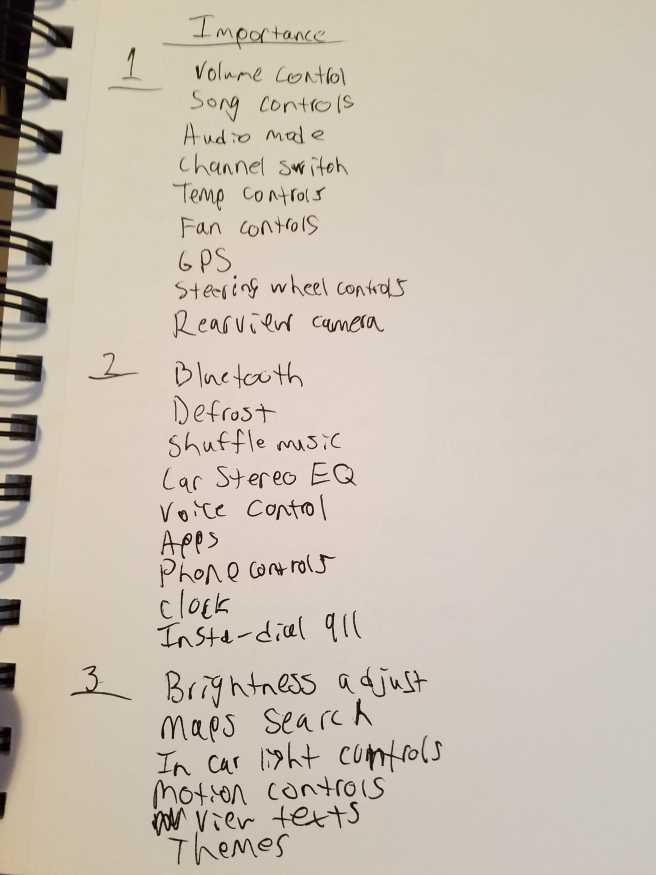 Importance
1 Volume control
Song controls
Audio mode
Channel switch
Temp controls
Fan controls
GPS
Steering wheel controls
Rearview camera
2 Bluetooth
Defrost
Shuffle music
Car Stereo EQ
Voice Control
Apps
Phone controls
Clock
Insta-dial 911
3 Brightness adjust
Maps Search
In car light controls
Motion controls
View texts
Themes